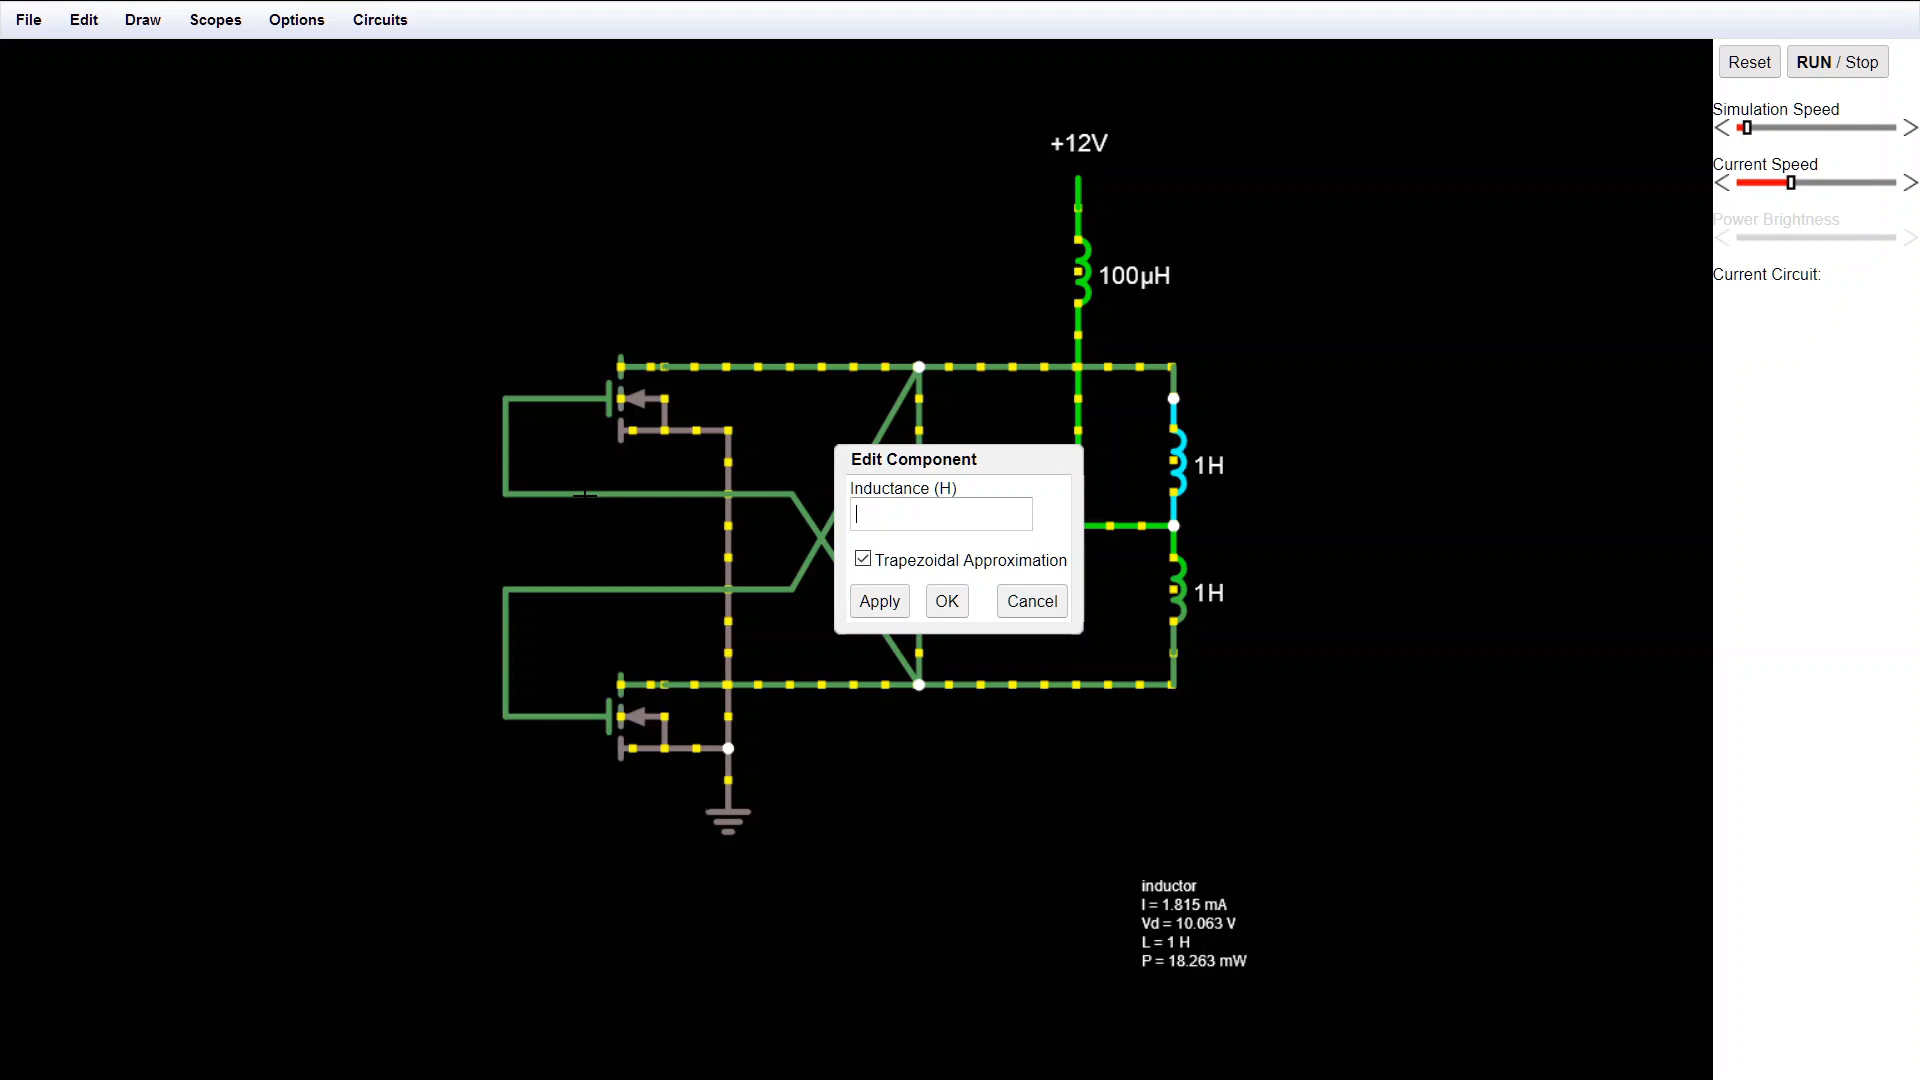 File Edit Draw Scopes Options Circuits
Reset RUN / Stop
Simulation Speed
Current Speed
Power Brightness
Current Circuit:
+12V
100µH
1H
Edit Component
Inductance (H)
Trapezoidal Approximation
Apply OK Cancel
1H
inductor
I = 1.815 mA
Vd = 10.063 V
L = 1 H
P = 18.263 mW